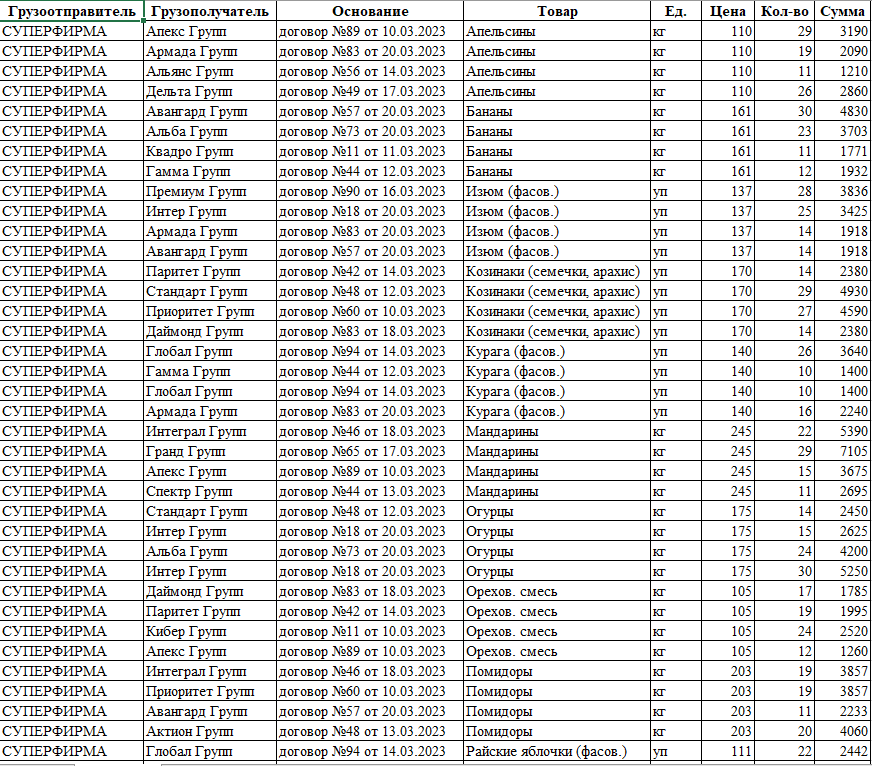 Грузоотправитель Грузополучатель Основание Товар Ед. Цена Кол-во Сумма
СУПЕРФИРМА Апекс Групп договор №89 от 10.03.2023 Апельсины кг 110 29 3190
СУПЕРФИРМА Армада Групп договор №83 от 20.03.2023 Апельсины кг 110 19 2090
СУПЕРФИРМА Альянс Групп договор №56 от 14.03.2023 Апельсины кг 110 11 1210
СУПЕРФИРМА Дельта Групп договор №49 от 17.03.2023 Апельсины кг 110 26 2860
СУПЕРФИРМА Авангард Групп договор №57 от 20.03.2023 Бананы кг 161 30 4830
СУПЕРФИРМА Альба Групп договор №73 от 20.03.2023 Бананы кг 161 23 3703
СУПЕРФИРМА Квадро Групп договор №11 от 11.03.2023 Бананы кг 161 11 1771
СУПЕРФИРМА Гамма Групп договор №44 от 12.03.2023 Бананы кг 161 12 1932
СУПЕРФИРМА Премиум Групп договор №90 от 16.03.2023 Изюм (фасов.) уп 137 28 3836
СУПЕРФИРМА Интер Групп договор №18 от 20.03.2023 Изюм (фасов.) уп 137 25 3425
СУПЕРФИРМА Армада Групп договор №83 от 20.03.2023 Изюм (фасов.) уп 137 14 1918
СУПЕРФИРМА Авангард Групп договор №57 от 20.03.2023 Изюм (фасов.) уп 137 14 1918
СУПЕРФИРМА Паритет Групп договор №42 от 14.03.2023 Козинаки (семечки, арахис) уп 170 14 2380
СУПЕРФИРМА Стандарт Групп договор №48 от 12.03.2023 Козинаки (семечки, арахис) уп 170 29 4930
СУПЕРФИРМА Приоритет Групп договор №60 от 10.03.2023 Козинаки (семечки, арахис) уп 170 27 4590
СУПЕРФИРМА Даймонд Групп договор №83 от 18.03.2023 Козинаки (семечки, арахис) уп 170 14 2380
СУПЕРФИРМА Глобал Групп договор №94 от 14.03.2023 Курага (фасов.) уп 140 26 3640
СУПЕРФИРМА Гамма Групп договор №44 от 12.03.2023 Курага (фасов.) уп 140 10 1400
СУПЕРФИРМА Глобал Групп договор №94 от 14.03.2023 Курага (фасов.) уп 140 10 1400
СУПЕРФИРМА Армада Групп договор №83 от 20.03.2023 Курага (фасов.) уп 140 16 2240
СУПЕРФИРМА Интеграл Групп договор №46 от 18.03.2023 Мандарины кг 245 22 5390
СУПЕРФИРМА Гранд Групп договор №65 от 17.03.2023 Мандарины кг 245 29 7105
СУПЕРФИРМА Апекс Групп договор №89 от 10.03.2023 Мандарины кг 245 15 3675
СУПЕРФИРМА Спектр Групп договор №44 от 13.03.2023 Мандарины кг 245 11 2695
СУПЕРФИРМА Стандарт Групп договор №48 от 12.03.2023 Огурцы кг 175 14 2450
СУПЕРФИРМА Интер Групп договор №18 от 20.03.2023 Огурцы кг 175 15 2625
СУПЕРФИРМА Альба Групп договор №73 от 20.03.2023 Огурцы кг 175 24 4200
СУПЕРФИРМА Интер Групп договор №18 от 20.03.2023 Огурцы кг 175 30 5250
СУПЕРФИРМА Даймонд Групп договор №83 от 18.03.2023 Орехов. смесь кг 105 17 1785
СУПЕРФИРМА Паритет Групп договор №42 от 14.03.2023 Орехов. смесь кг 105 19 1995
СУПЕРФИРМА Кибер Групп договор №11 от 10.03.2023 Орехов. смесь кг 105 24 2520
СУПЕРФИРМА Апекс Групп договор №89 от 10.03.2023 Орехов. смесь кг 105 12 1260
СУПЕРФИРМА Интеграл Групп договор №46 от 18.03.2023 Помидоры кг 203 19 3857
СУПЕРФИРМА Приоритет Групп договор №60 от 10.03.2023 Помидоры кг 203 19 3857
СУПЕРФИРМА Авангард Групп договор №57 от 20.03.2023 Помидоры кг 203 11 2233
СУПЕРФИРМА Актион Групп договор №48 от 13.03.2023 Помидоры кг 203 20 4060
СУПЕРФИРМА Глобал Групп договор №94 от 14.03.2023 Райские яблочки (фасов.) уп 111 22 2442